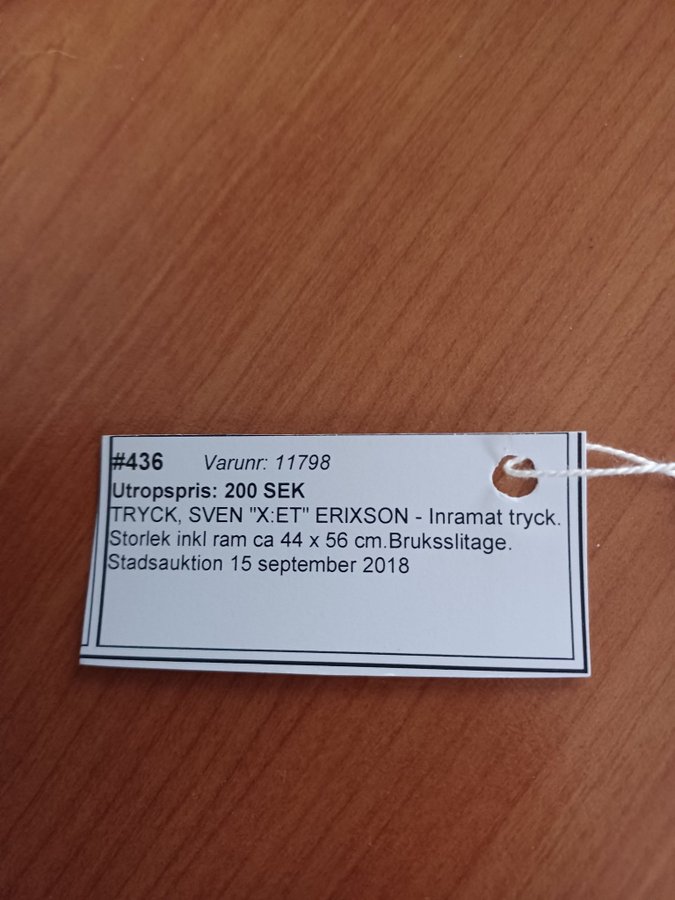 #436 Varunr: 11798
Utropspris: 200 SEK
TRYCK, SVEN "X:ET" ERIXSON - Inramat tryck.
Storlek inkl ram ca 44 x 56 cm.Bruksslitage.
Stadsauktion 15 september 2018